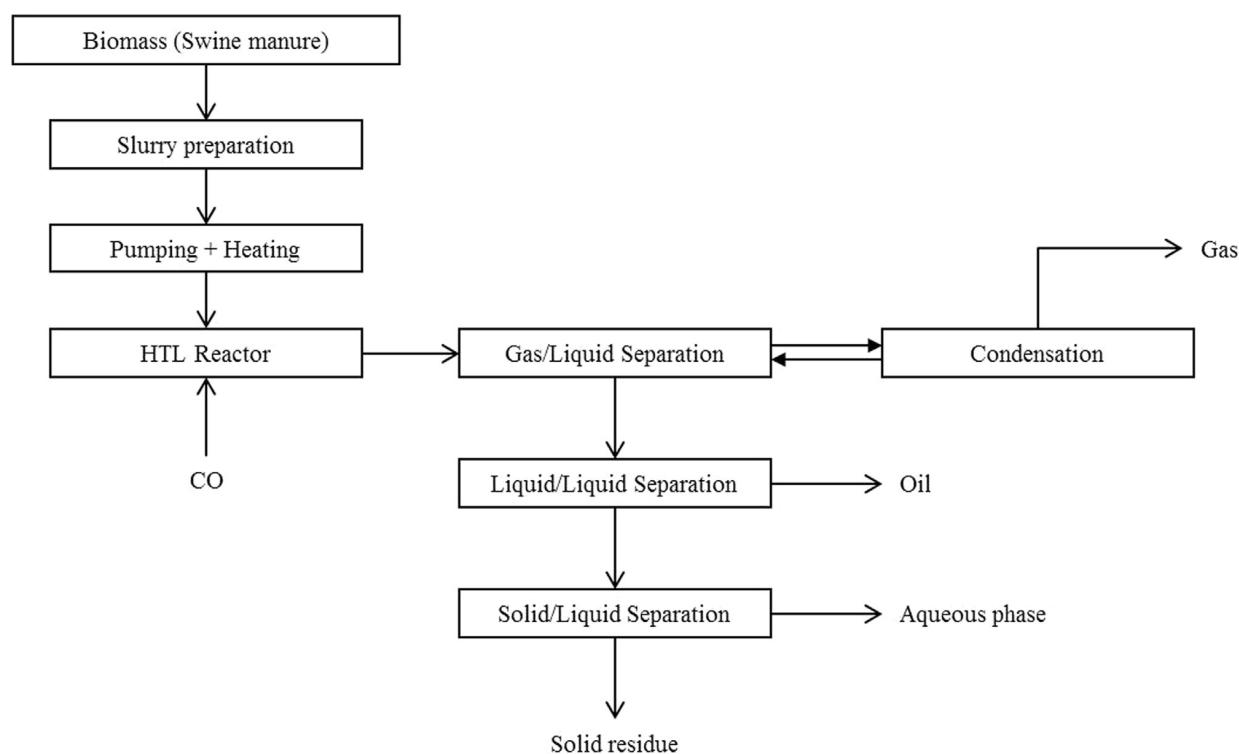 Biomass (Swine manure)
Slurry preparation
Pumping + Heating
Gas
HTL Reactor
Gas/Liquid Separation
Condensation
CO
Liquid/Liquid Separation
Oil
Solid/Liquid Separation
Aqueous phase
Solid residue